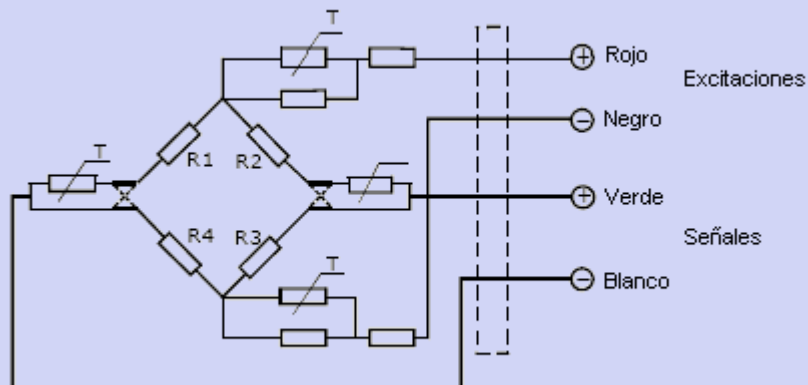 T
+ Rojo
Excitaciones
− Negro
T
R1
R2
+ Verde
R4
R3
Señales
T
− Blanco